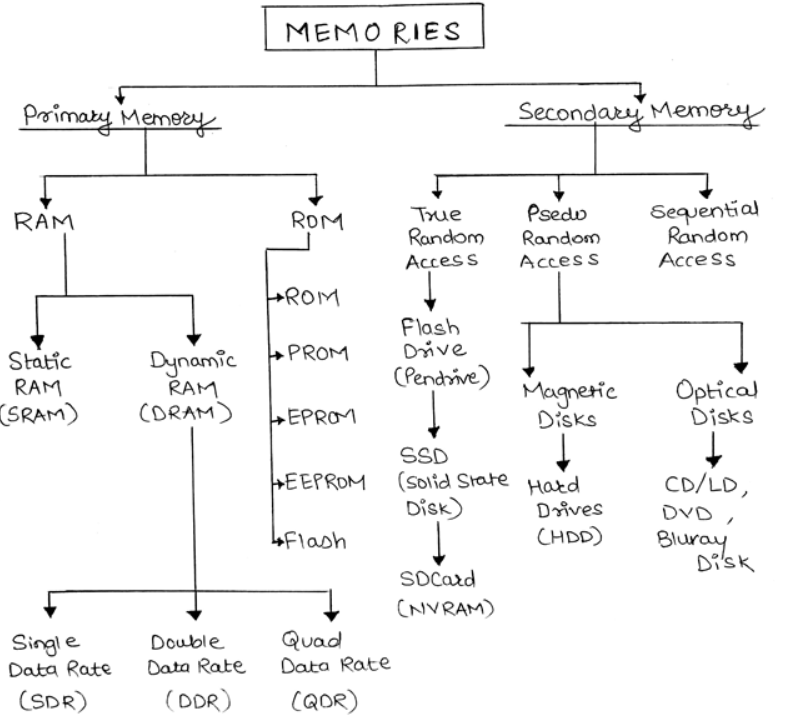 MEMORIES
Primary Memory
Secondary Memory
RAM
ROM
True
Random
Access
Psedo
Random
Access
Sequential
Random
Access
ROM
PROM
EPROM
EEPROM
Flash
Static
RAM
(SRAM)
Dynamic
RAM
(DRAM)
Flash
Drive
(Pendrive)
SSD
(Solid State
Disk)
SDCard
(NVRAM)
Magnetic
Disks
Hard
Drives
(HDD)
Optical
Disks
CD/LD,
DVD,
Bluray
Disk
Single
Data Rate
(SDR)
Double
Data Rate
(DDR)
Quad
Data Rate
(QDR)